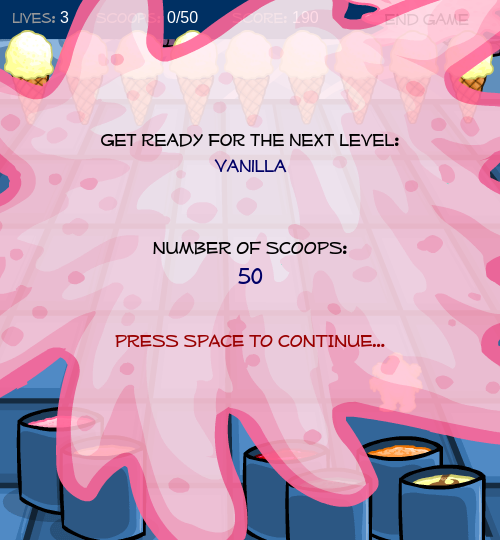 LIVES: 3 SCOOPS: 0/50 SCORE: 190 END GAME
GET READY FOR THE NEXT LEVEL:
VANILLA
NUMBER OF SCOOPS:
50
PRESS SPACE TO CONTINUE...